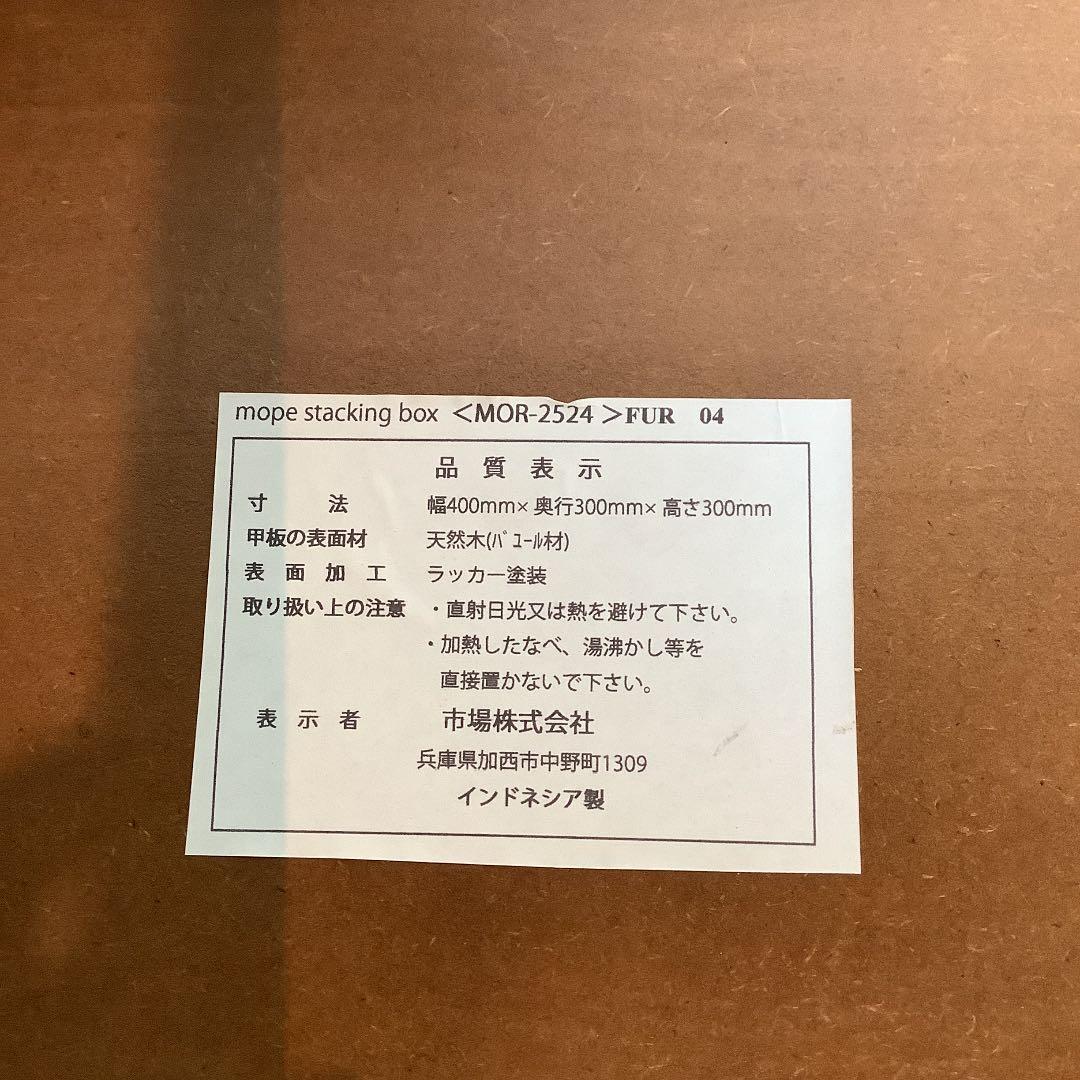 mope stacking box ＜MOR-2524 ＞FUR 04
品 質 表 示
寸 法 幅400mm× 奥行300mm× 高さ300mm
甲板の表面材 天然木(ﾊﾞﾕｰﾙ材)
表 面 加 工 ラッカー塗装
取り扱い上の注意 ・直射日光又は熱を避けて下さい。
・加熱したなべ、湯沸かし等を
直接置かないで下さい。
表 示 者 市場株式会社
兵庫県加西市中野町1309
インドネシア製